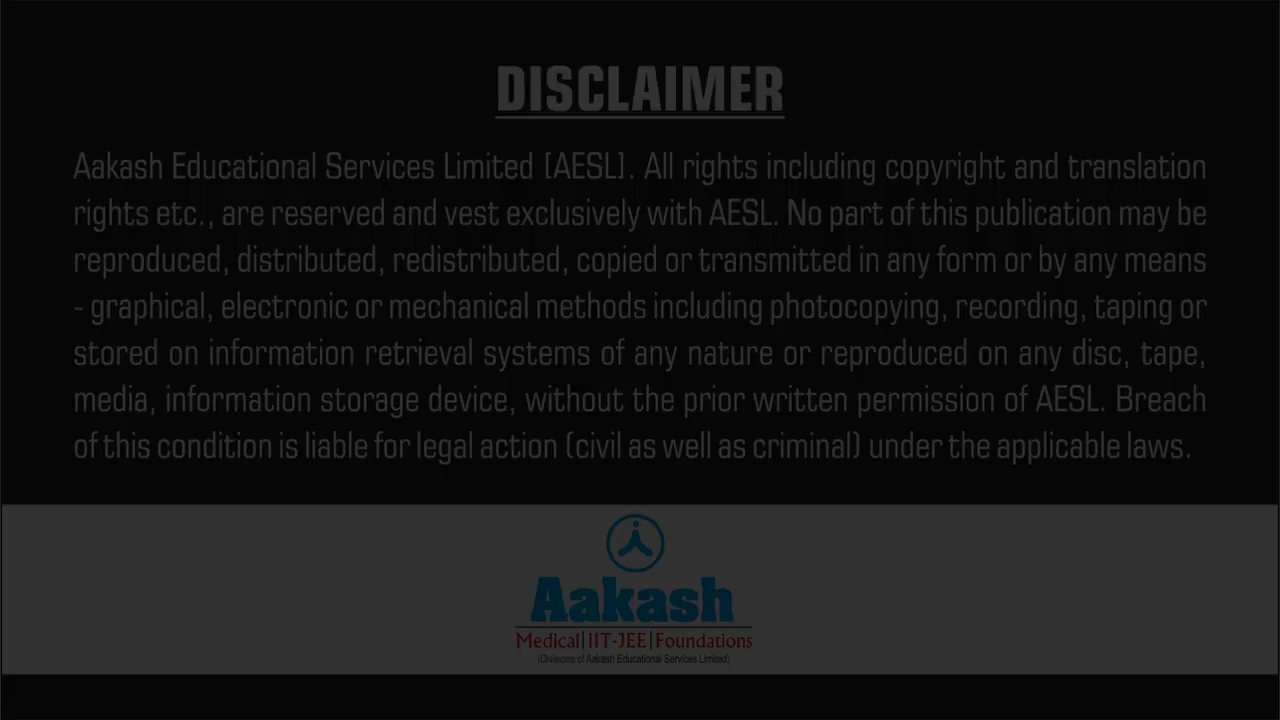 DISCLAIMER
Aakash Educational Services Limited [AESL]. All rights including copyright and translation
rights etc., are reserved and vest exclusively with AESL. No part of this publication may be
reproduced, distributed, redistributed, copied or transmitted in any form or by any means
- graphical, electronic or mechanical methods including photocopying, recording, taping or
stored on information retrieval systems of any nature or reproduced on any disc, tape,
media, information storage device, without the prior written permission of AESL. Breach
of this condition is liable for legal action (civil as well as criminal) under the applicable laws.
Aakash
Medical|IIT-JEE|Foundations
(Divisions of Aakash Educational Services Limited)